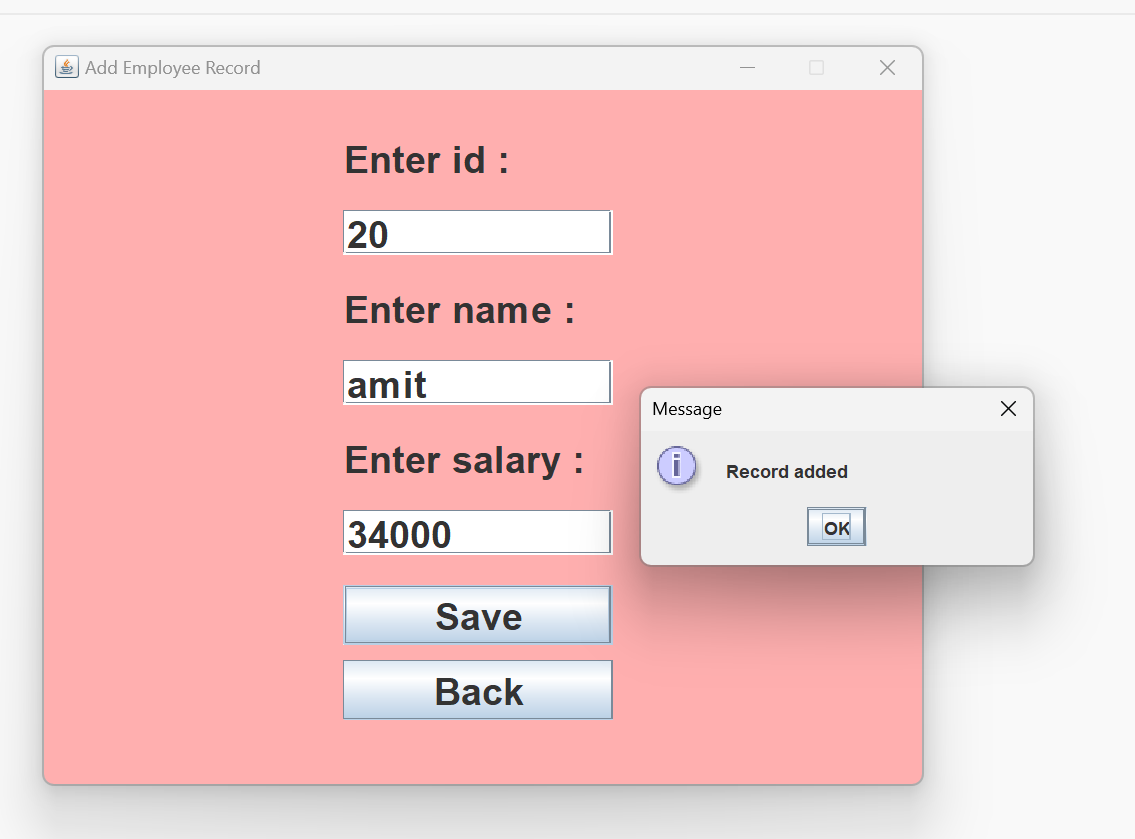 Add Employee Record
Enter id :
20
Enter name :
amit
Enter salary :
34000
Save
Back
Message
i
Record added
OK